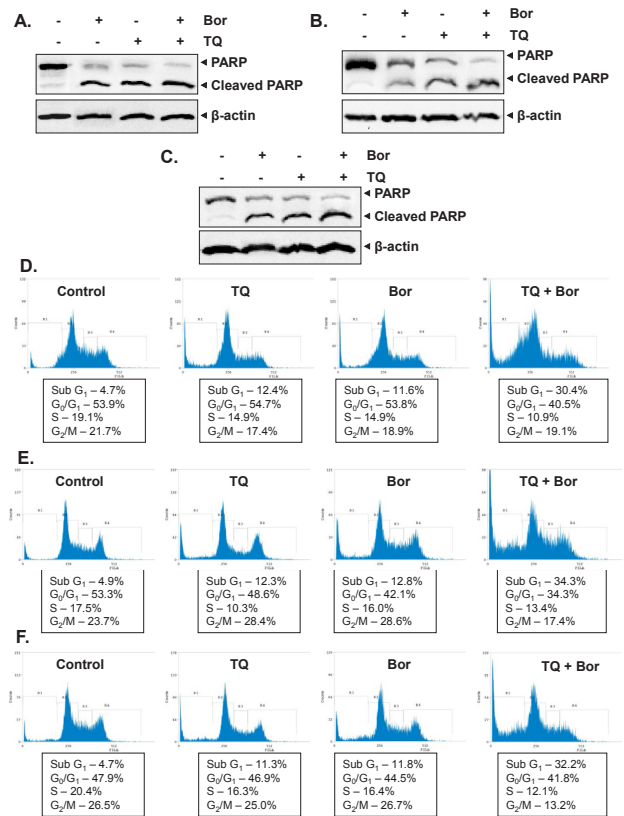 A.
- + - + Bor
- - + + TQ
PARP
Cleaved PARP
β-actin
B.
- + - + Bor
- - + + TQ
PARP
Cleaved PARP
β-actin
C.
- + - + Bor
- - + + TQ
PARP
Cleaved PARP
β-actin
D.
Control
TQ
Bor
TQ + Bor
Sub G₁ – 4.7%
G₀/G₁ – 53.9%
S – 19.1%
G₂/M – 21.7%
Sub G₁ – 12.4%
G₀/G₁ – 54.7%
S – 14.9%
G₂/M – 17.4%
Sub G₁ – 11.6%
G₀/G₁ – 53.8%
S – 14.9%
G₂/M – 18.9%
Sub G₁ – 30.4%
G₀/G₁ – 40.5%
S – 10.9%
G₂/M – 19.1%
E.
Control
TQ
Bor
TQ + Bor
Sub G₁ – 4.9%
G₀/G₁ – 53.3%
S – 17.5%
G₂/M – 23.7%
Sub G₁ – 12.3%
G₀/G₁ – 48.6%
S – 10.3%
G₂/M – 28.4%
Sub G₁ – 12.8%
G₀/G₁ – 42.1%
S – 16.0%
G₂/M – 28.6%
Sub G₁ – 34.3%
G₀/G₁ – 34.3%
S – 13.4%
G₂/M – 17.4%
F.
Control
TQ
Bor
TQ + Bor
Sub G₁ – 4.7%
G₀/G₁ – 47.9%
S – 20.4%
G₂/M – 26.5%
Sub G₁ – 11.3%
G₀/G₁ – 46.9%
S – 16.3%
G₂/M – 25.0%
Sub G₁ – 11.8%
G₀/G₁ – 44.5%
S – 16.4%
G₂/M – 26.7%
Sub G₁ – 32.2%
G₀/G₁ – 41.8%
S – 12.1%
G₂/M – 13.2%